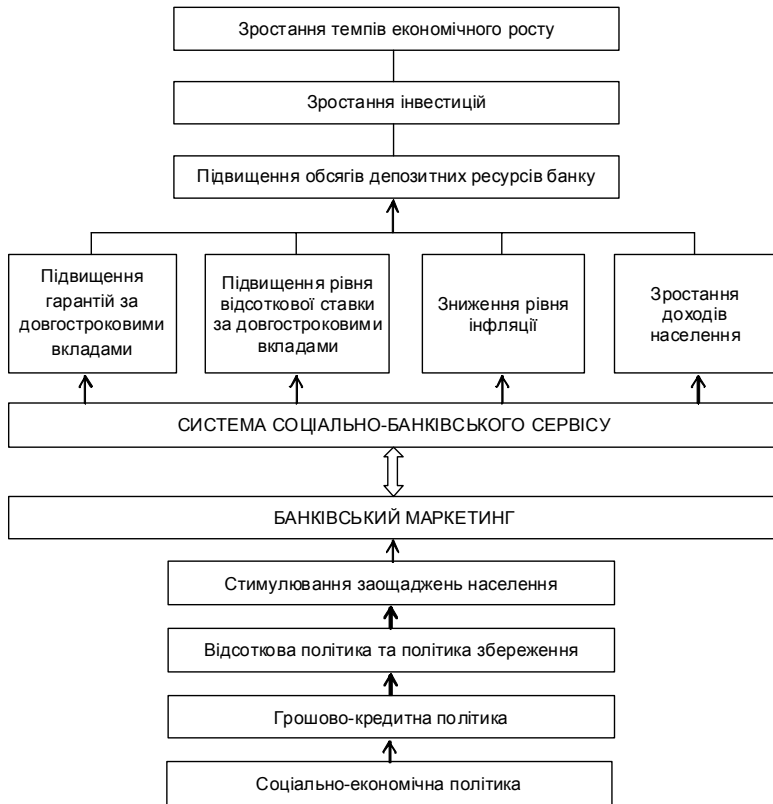 Зростання темпів економічного росту
Зростання інвестицій
Підвищення обсягів депозитних ресурсів банку
Підвищення
гарантій за
довгостроковими
вкладами
Підвищення рівня
відсоткової ставки
за довгостроковими
вкладами
Зниження рівня
інфляції
Зростання
доходів
населення
СИСТЕМА СОЦІАЛЬНО-БАНКІВСЬКОГО СЕРВІСУ
БАНКІВСЬКИЙ МАРКЕТИНГ
Стимулювання заощаджень населення
Відсоткова політика та політика збереження
Грошово-кредитна політика
Соціально-економічна політика